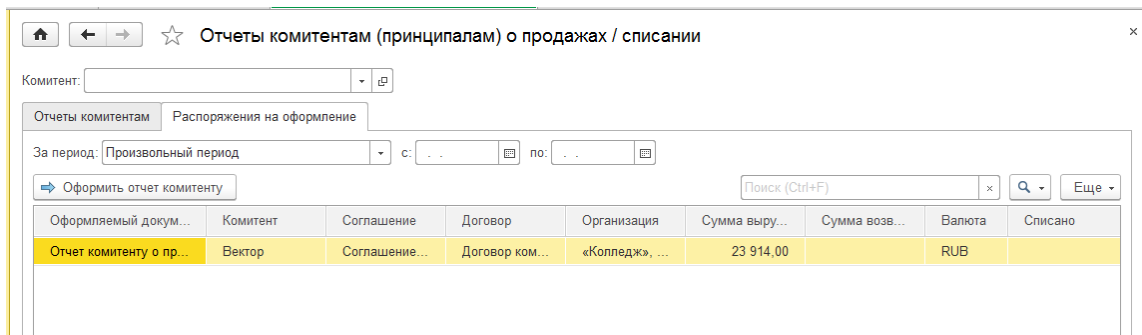 Отчеты комитентам (принципалам) о продажах / списании
Комитент:
Отчеты комитентам Распоряжения на оформление
За период: Произвольный период с: . . по: . .
Оформить отчет комитенту Поиск (Ctrl+F) × Еще
Оформляемый докум... Комитент Соглашение Договор Организация Сумма выру... Сумма возв... Валюта Списано
Отчет комитенту о пр... Вектор Соглашение... Договор ком... «Колледж», ... 23 914,00 RUB